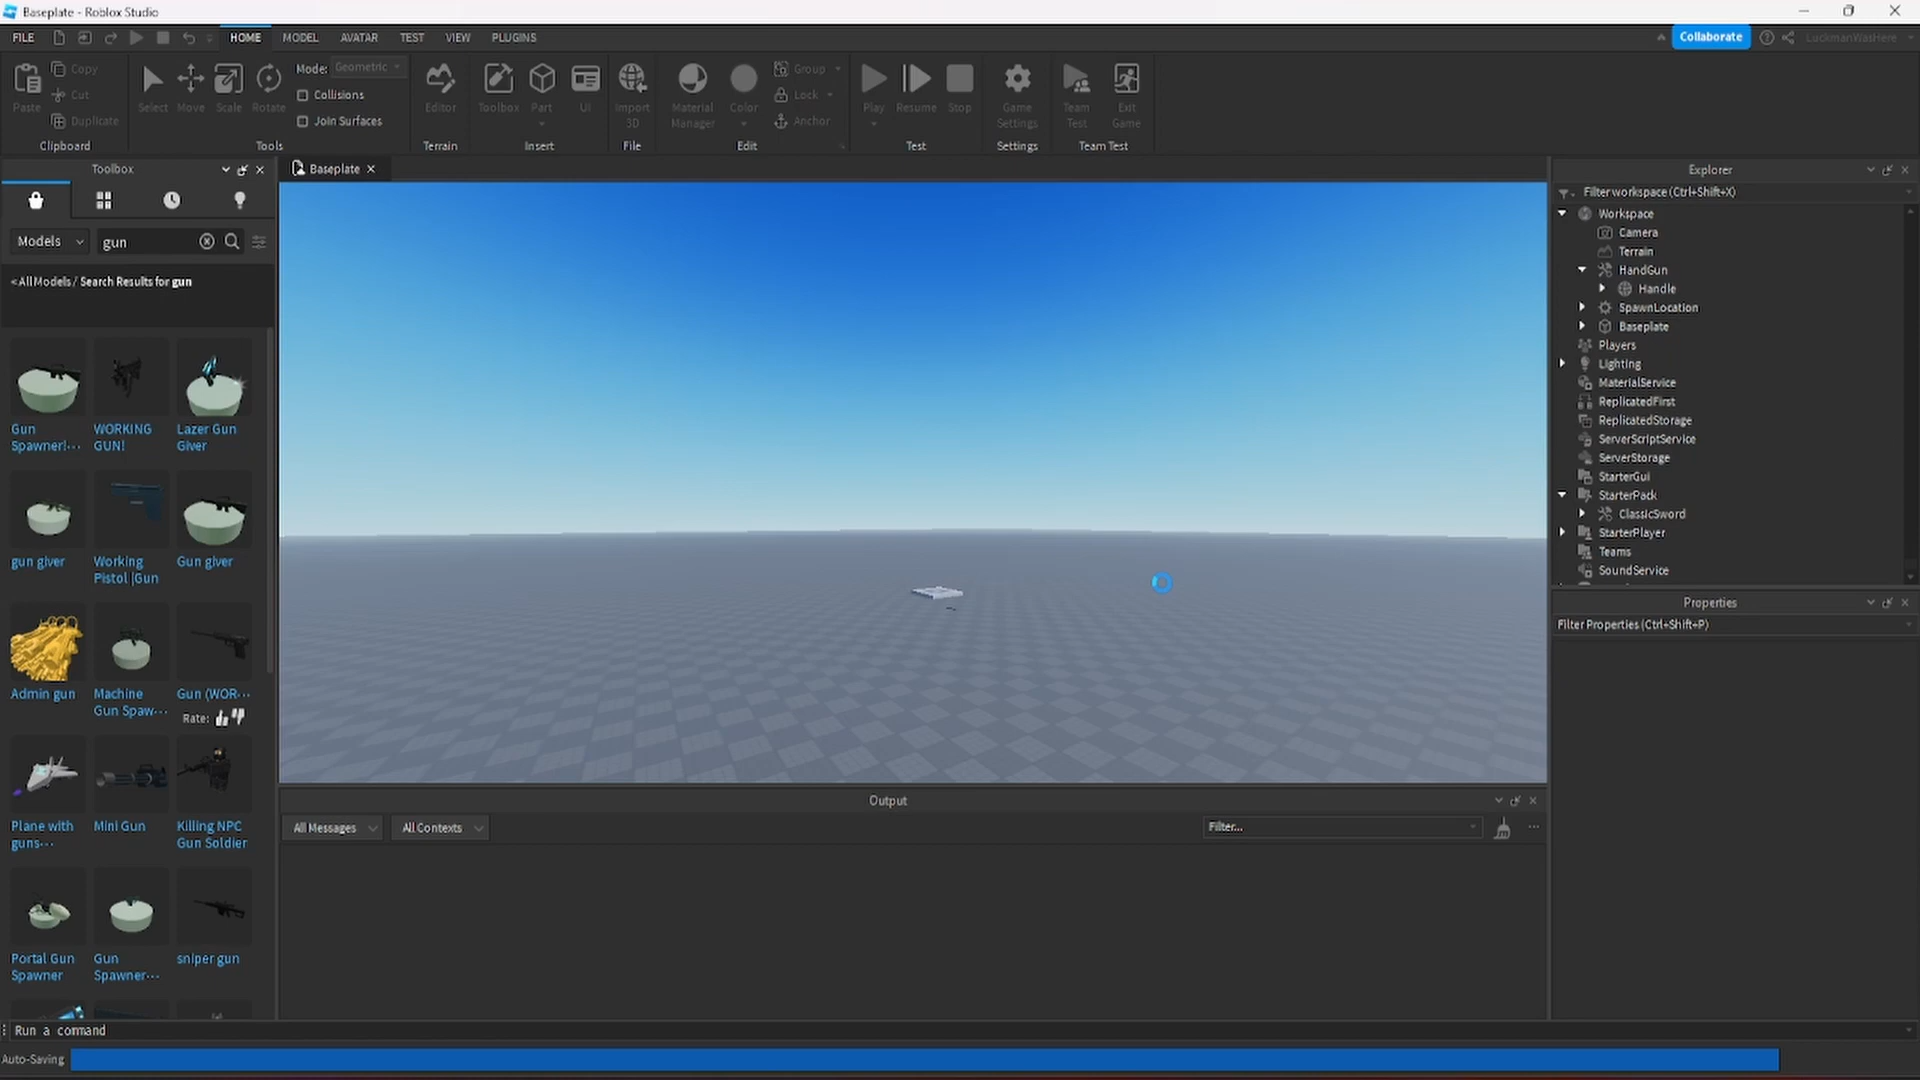 Baseplate - Roblox Studio
FILE
HOME
MODEL
AVATAR
TEST
VIEW
PLUGINS
Collaborate
LuckmanWasHere
Paste
Copy
Cut
Duplicate
Clipboard
Select
Move
Scale
Rotate
Mode: Geometric
Collisions
Join Surfaces
Tools
Editor
Terrain
Toolbox
Part
UI
Insert
Import
3D
File
Material
Manager
Color
Group
Lock
Anchor
Edit
Play
Resume
Stop
Test
Game
Settings
Settings
Team
Test
Exit
Game
Team Test
Toolbox
Models
gun
< All Models / Search Results for gun
Gun
Spawner!···
WORKING
GUN!
Lazer Gun
Giver
gun giver
Working
Pistol |Gun
Gun giver
Admin gun
Machine
Gun Spaw···
Gun (WOR···
Rate:
Plane with
guns···
Mini Gun
Killing NPC
Gun Soldier
Portal Gun
Spawner
Gun
Spawner···
sniper gun
Baseplate
Output
All Messages
All Contexts
Filter...
Explorer
Filter workspace (Ctrl+Shift+X)
Workspace
Camera
Terrain
HandGun
Handle
SpawnLocation
Baseplate
Players
Lighting
MaterialService
ReplicatedFirst
ReplicatedStorage
ServerScriptService
ServerStorage
StarterGui
StarterPack
ClassicSword
StarterPlayer
Teams
SoundService
Properties
Filter Properties (Ctrl+Shift+P)
Run a command
Auto-Saving